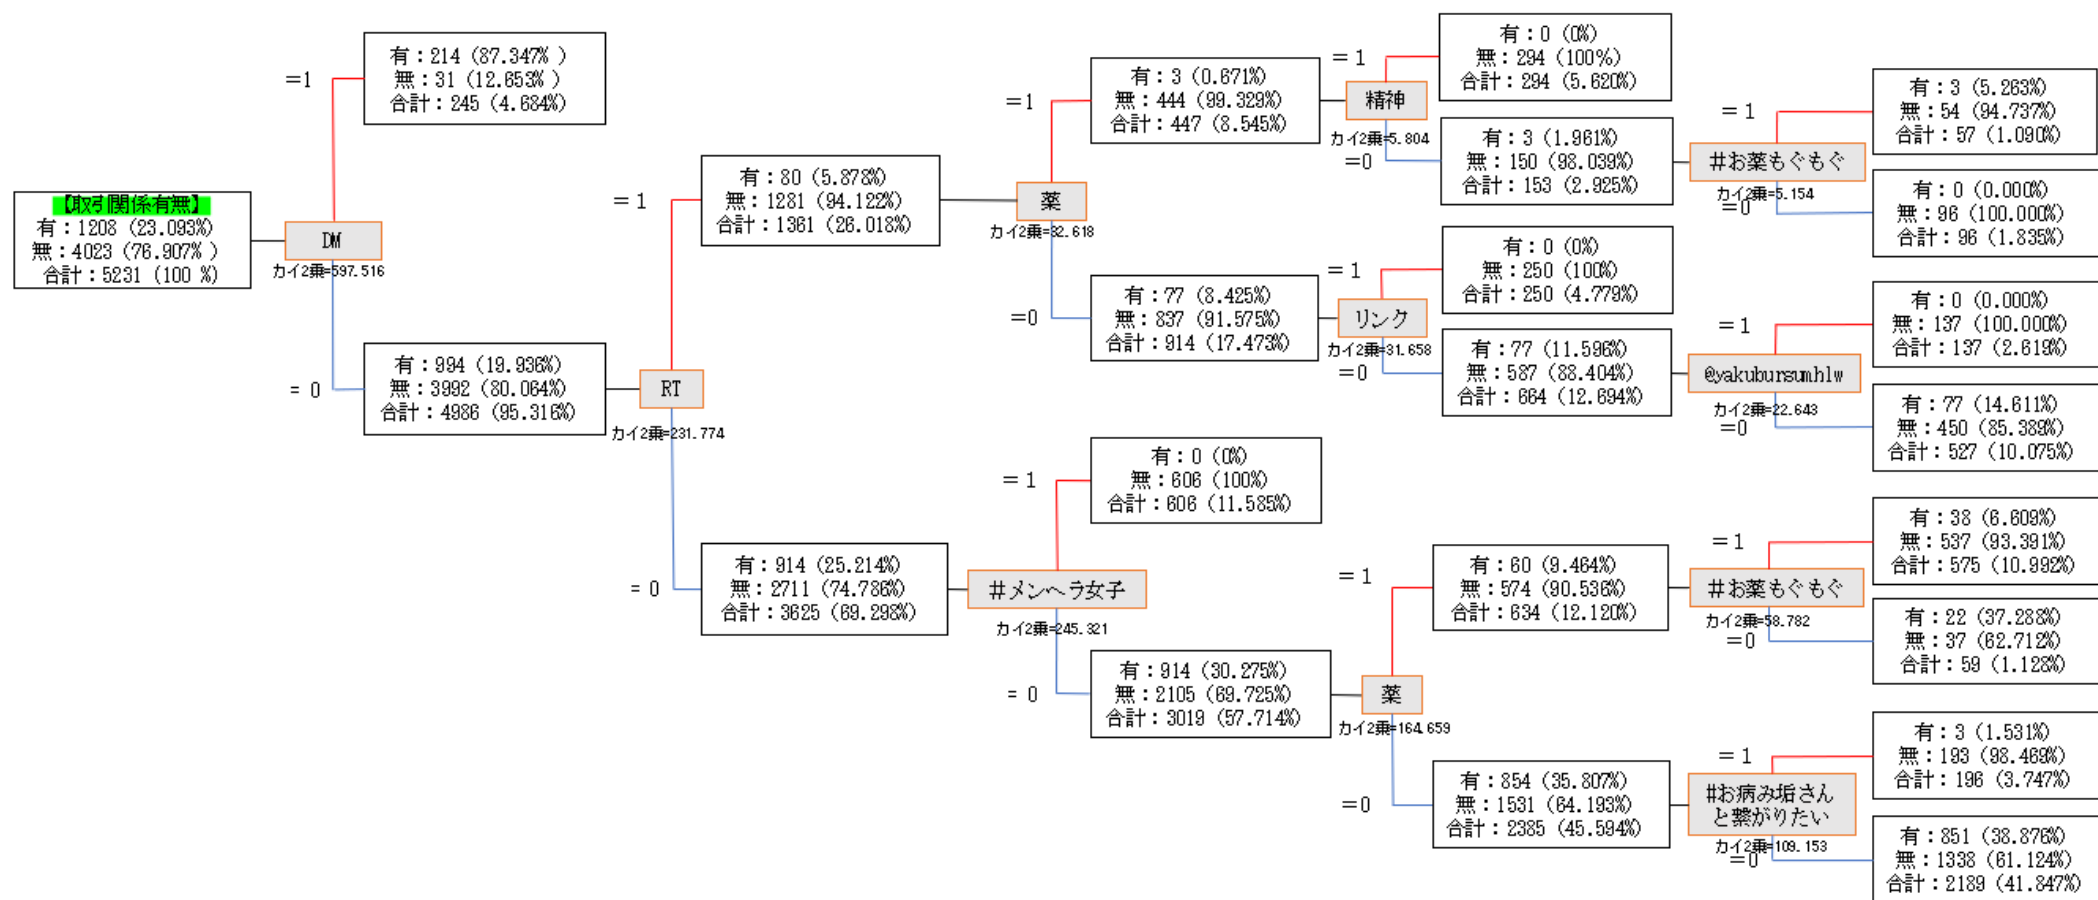 【取引関係有無】
有：1208 (23.093%)
無：4023 (76.907% )
合計：5231 (100 %)
DM
カイ2乗=597.516
=1
有：214 (87.347% )
無：31 (12.653% )
合計：245 (4.684%)
= 0
有：994 (19.936%)
無：3992 (80.064%)
合計：4986 (95.316%)
RT
カイ2乗=231.774
= 1
有：80 (5.878%)
無：1281 (94.122%)
合計：1361 (26.018%)
薬
カイ2乗=32.618
=1
有：3 (0.671%)
無：444 (99.329%)
合計：447 (8.545%)
精神
カイ2乗=5.804
= 1
有：0 (0%)
無：294 (100%)
合計：294 (5.620%)
=0
有：3 (1.961%)
無：150 (98.039%)
合計：153 (2.925%)
#お薬もぐもぐ
カイ2乗=5.154
= 1
有：3 (5.263%)
無：54 (94.737%)
合計：57 (1.090%)
=0
有：0 (0.000%)
無：96 (100.000%)
合計：96 (1.835%)
=0
有：77 (8.425%)
無：837 (91.575%)
合計：914 (17.473%)
リンク
カイ2乗=31.658
= 1
有：0 (0%)
無：250 (100%)
合計：250 (4.779%)
=0
有：77 (11.596%)
無：587 (88.404%)
合計：664 (12.694%)
@yakubursumhlw
カイ2乗=22.643
= 1
有：0 (0.000%)
無：137 (100.000%)
合計：137 (2.619%)
=0
有：77 (14.611%)
無：450 (85.389%)
合計：527 (10.075%)
= 0
有：914 (25.214%)
無：2711 (74.786%)
合計：3625 (69.298%)
#メンヘラ女子
カイ2乗=245.321
= 1
有：0 (0%)
無：606 (100%)
合計：606 (11.585%)
= 0
有：914 (30.275%)
無：2105 (69.725%)
合計：3019 (57.714%)
薬
カイ2乗=164.659
= 1
有：60 (9.464%)
無：574 (90.536%)
合計：634 (12.120%)
#お薬もぐもぐ
カイ2乗=58.782
= 1
有：38 (6.609%)
無：537 (93.391%)
合計：575 (10.992%)
=0
有：22 (37.288%)
無：37 (62.712%)
合計：59 (1.128%)
=0
有：854 (35.807%)
無：1531 (64.193%)
合計：2385 (45.594%)
#お病み垢さん
と繋がりたい
カイ2乗=109.153
= 1
有：3 (1.531%)
無：193 (98.469%)
合計：196 (3.747%)
=0
有：851 (38.876%)
無：1338 (61.124%)
合計：2189 (41.847%)